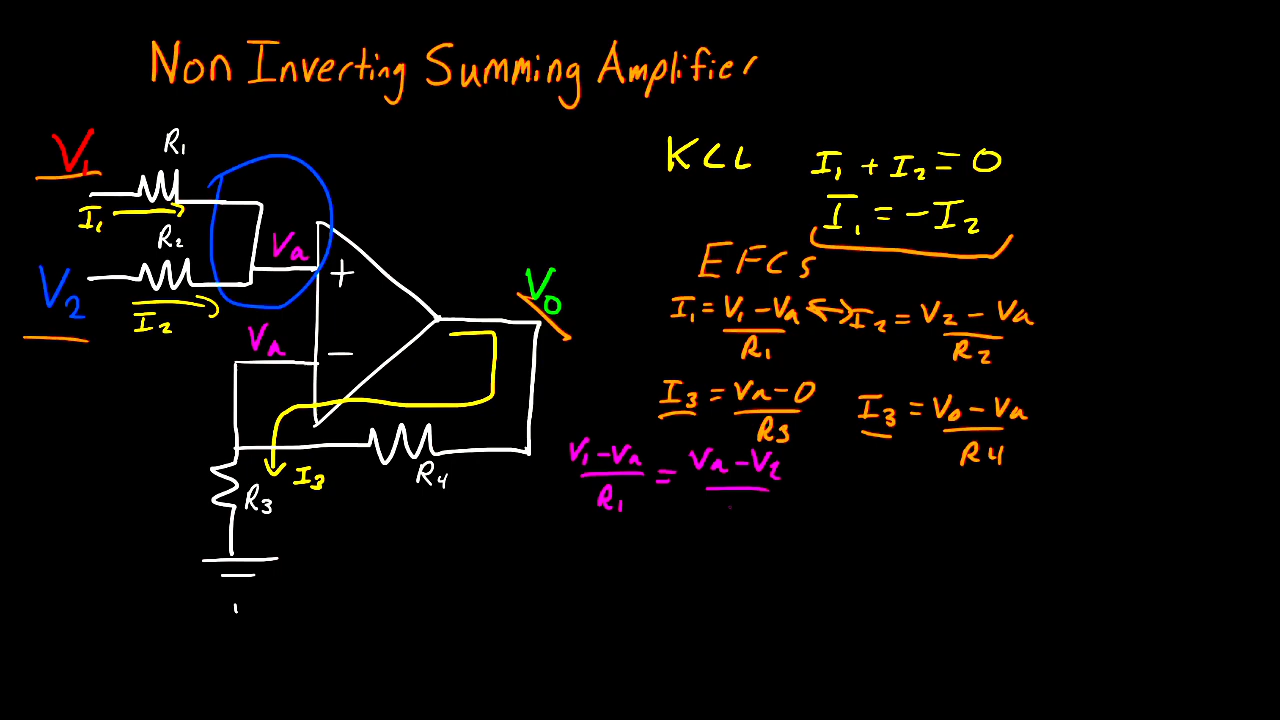 Non Inverting Summing Amplifier
V₁
R₁
I₁
R₂
V₂
I₂
Va
+
Va
−
V₀
I₃
R₄
R₃
KCL I₁ + I₂ = 0
I₁ = -I₂
EFCs
I₁ = V₁ - Va / R₁ ↔ I₂ = V₂ - Va / R₂
I₃ = Va - 0 / R3 I₃ = V₀ - Va / R4
V₁ - Va / R₁ = Va - V₂ /